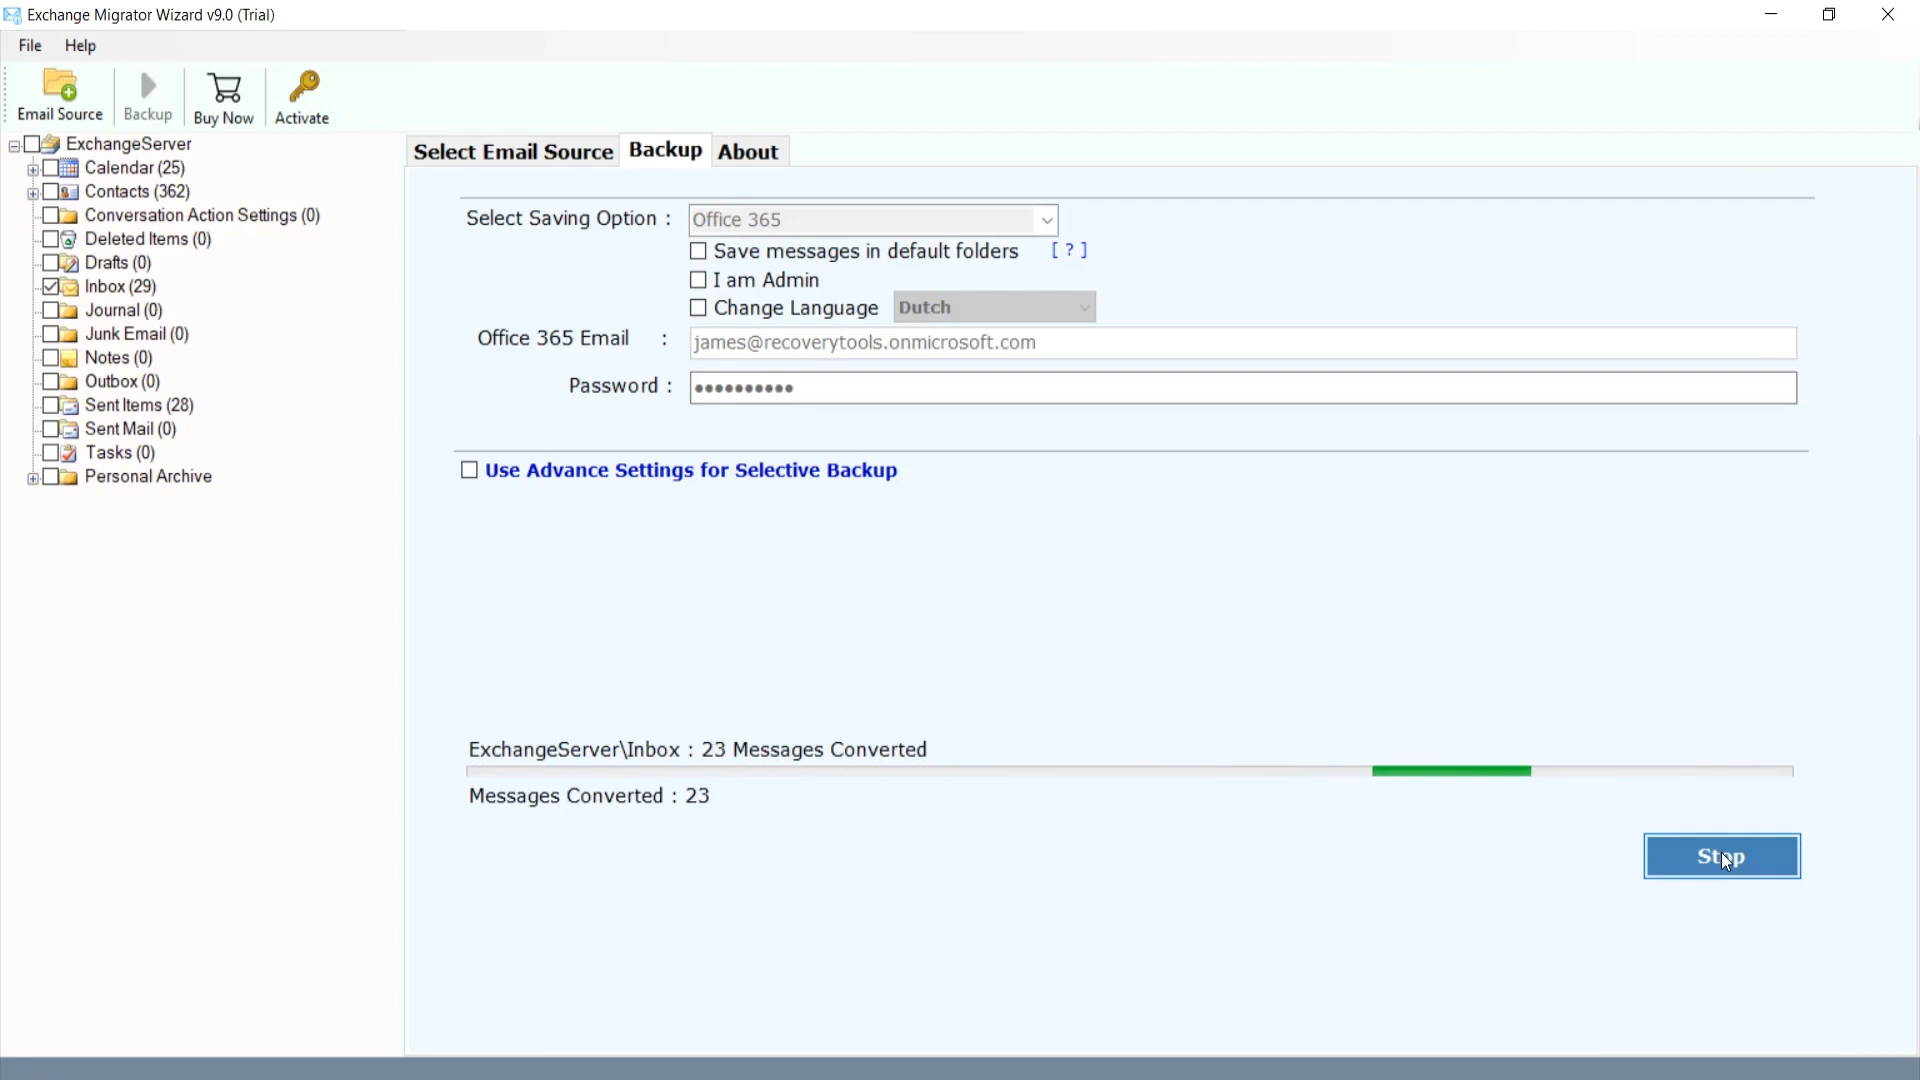 Exchange Migrator Wizard v9.0 (Trial)
File Help
Email Source Backup Buy Now Activate
ExchangeServer
Calendar (25)
Contacts (362)
Conversation Action Settings (0)
Deleted Items (0)
Drafts (0)
Inbox (29)
Journal (0)
Junk Email (0)
Notes (0)
Outbox (0)
Sent Items (28)
Sent Mail (0)
Tasks (0)
Personal Archive
Select Email Source Backup About
Select Saving Option : Office 365
Save messages in default folders [ ? ]
I am Admin
Change Language Dutch
Office 365 Email : james@recoverytools.onmicrosoft.com
Password : ●●●●●●●●●●
Use Advance Settings for Selective Backup
ExchangeServer\Inbox : 23 Messages Converted
Messages Converted : 23
Stop